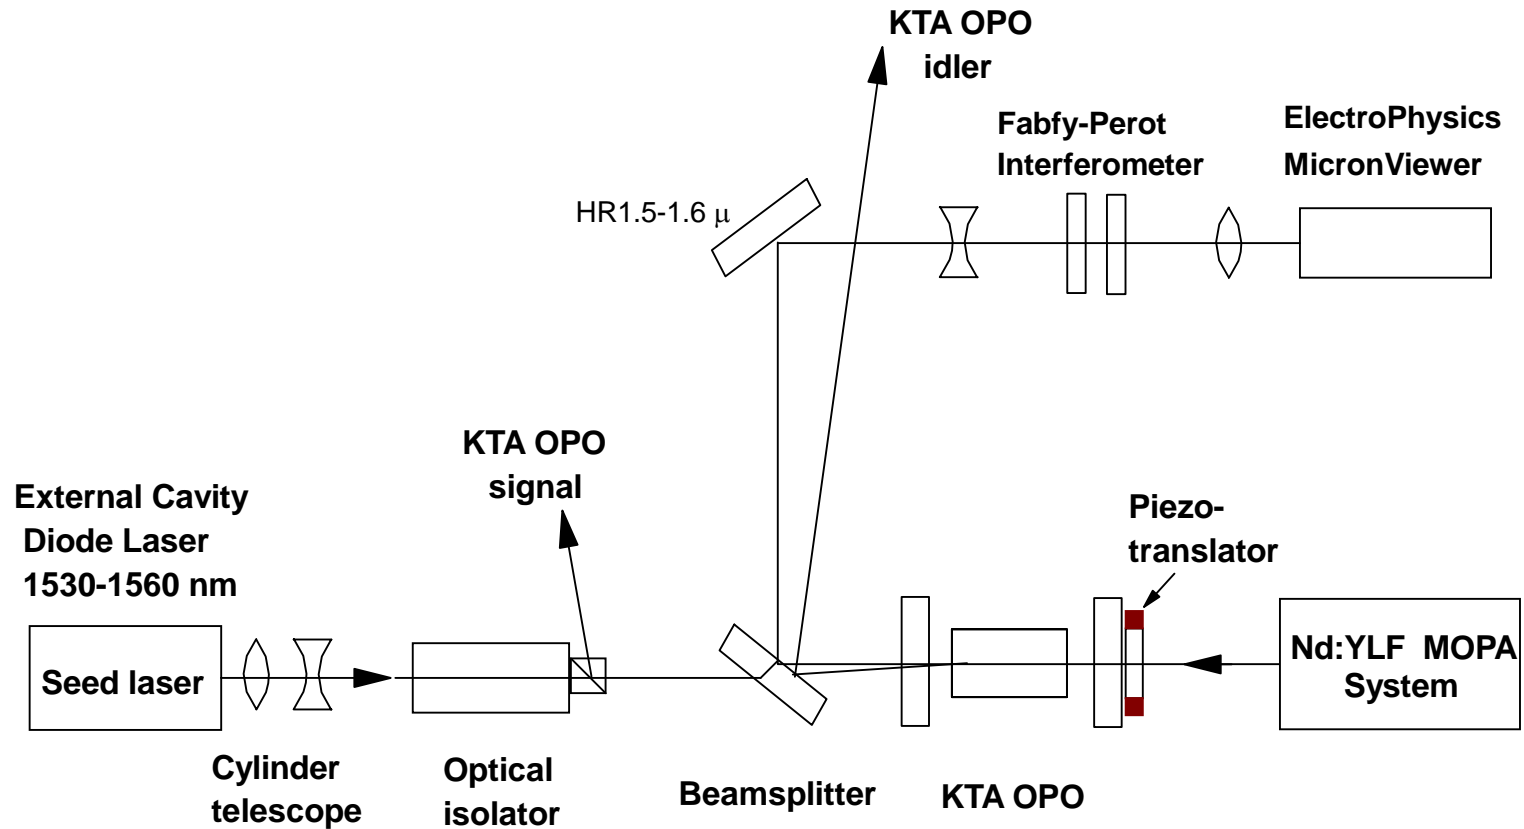 KTA OPO
idler
Fabfy-Perot
Interferometer
ElectroPhysics
MicronViewer
HR1.5-1.6 μ
KTA OPO
signal
External Cavity
Diode Laser
1530-1560 nm
Piezo-
translator
Seed laser
Nd:YLF MOPA
System
Cylinder
telescope
Optical
isolator
Beamsplitter
KTA OPO